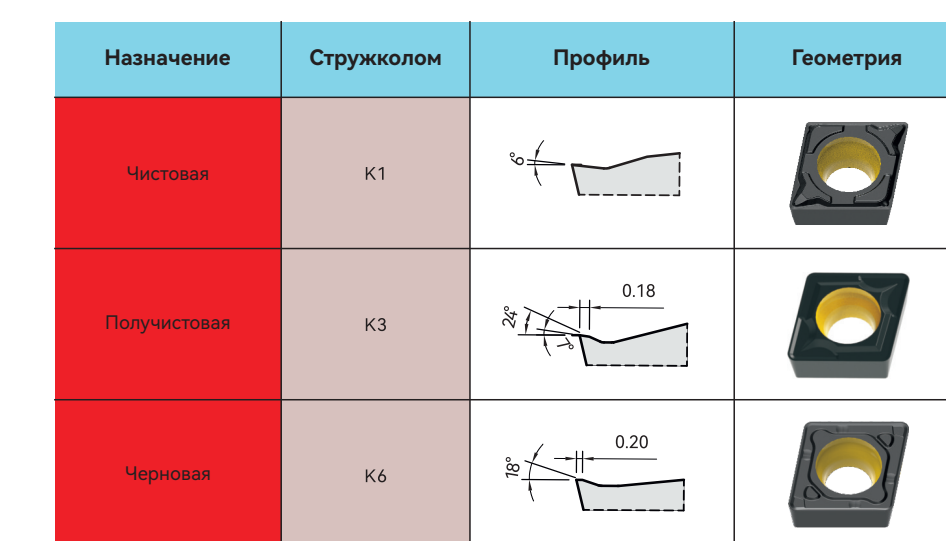 Назначение Стружколом Профиль Геометрия
Чистовая K1 6°
Получистовая K3 24° 7° 0.18
Черновая K6 18° 0.20